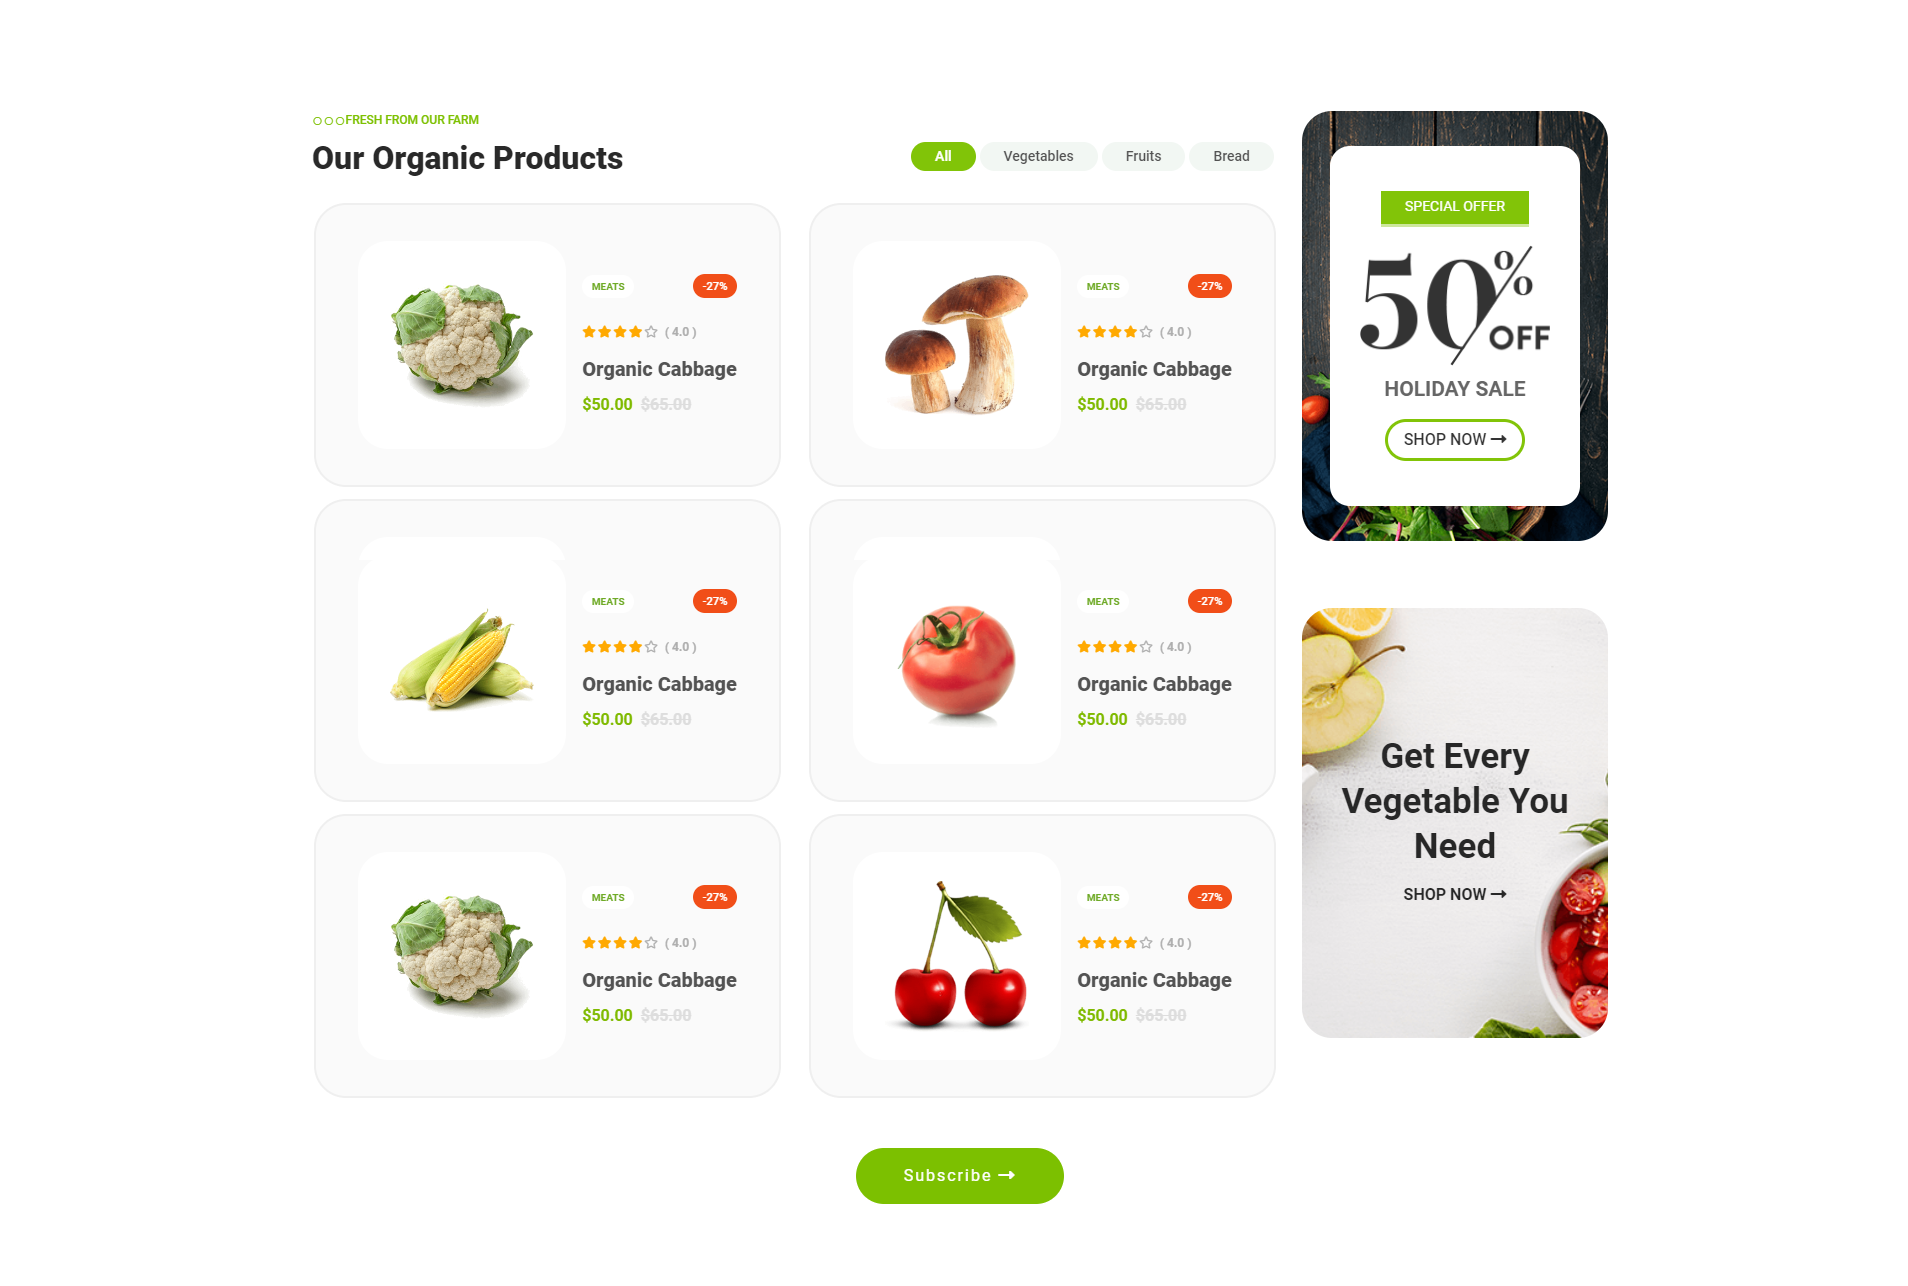 FRESH FROM OUR FARM
Our Organic Products
All
Vegetables
Fruits
Bread
MEATS
-27%
( 4.0 )
Organic Cabbage
$50.00 $65.00
MEATS
-27%
( 4.0 )
Organic Cabbage
$50.00 $65.00
MEATS
-27%
( 4.0 )
Organic Cabbage
$50.00 $65.00
MEATS
-27%
( 4.0 )
Organic Cabbage
$50.00 $65.00
MEATS
-27%
( 4.0 )
Organic Cabbage
$50.00 $65.00
MEATS
-27%
( 4.0 )
Organic Cabbage
$50.00 $65.00
SPECIAL OFFER
50%
OFF
HOLIDAY SALE
SHOP NOW
Get Every
Vegetable You
Need
SHOP NOW
Subscribe